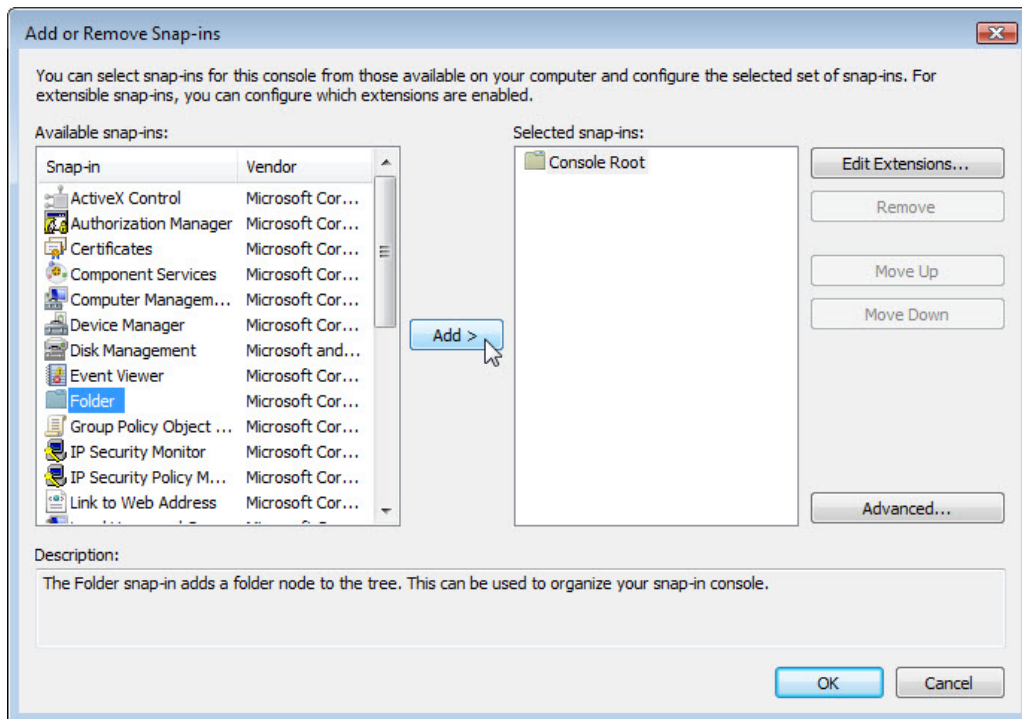 Add or Remove Snap-ins
You can select snap-ins for this console from those available on your computer and configure the selected set of snap-ins. For
extensible snap-ins, you can configure which extensions are enabled.
Available snap-ins:
Snap-in Vendor
ActiveX Control Microsoft Cor...
Authorization Manager Microsoft Cor...
Certificates Microsoft Cor...
Component Services Microsoft Cor...
Computer Managem... Microsoft Cor...
Device Manager Microsoft Cor...
Disk Management Microsoft and...
Event Viewer Microsoft Cor...
Folder Microsoft Cor...
Group Policy Object ... Microsoft Cor...
IP Security Monitor Microsoft Cor...
IP Security Policy M... Microsoft Cor...
Link to Web Address Microsoft Cor...
Add >
Selected snap-ins:
Console Root
Edit Extensions...
Remove
Move Up
Move Down
Advanced...
Description:
The Folder snap-in adds a folder node to the tree. This can be used to organize your snap-in console.
OK
Cancel